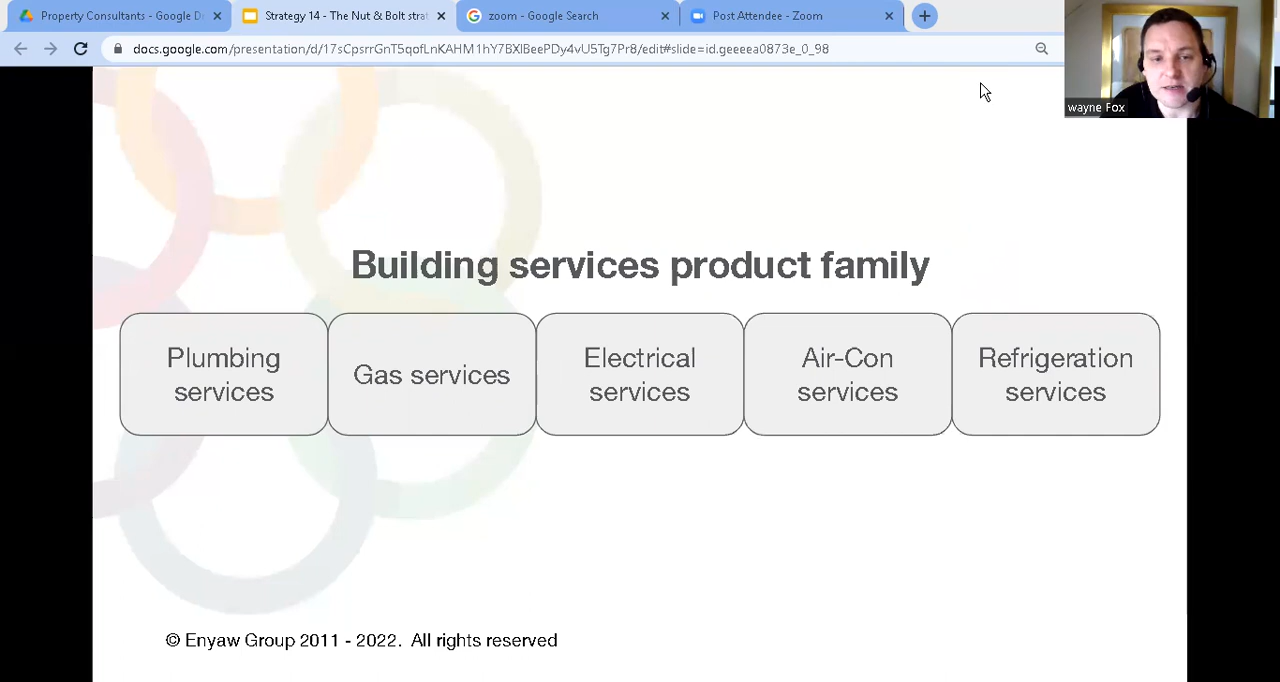 Property Consultants - Google Dr
Strategy 14 - The Nut & Bolt strat
zoom - Google Search
Post Attendee - Zoom
docs.google.com/presentation/d/17sCpsrrGnT5qofLnKAHM1hY7BXlBeePDy4vU5Tg7Pr8/edit#slide=id.geeeea0873e_0_98
wayne Fox
Building services product family
Plumbing
services
Gas services
Electrical
services
Air-Con
services
Refrigeration
services
© Enyaw Group 2011 - 2022. All rights reserved